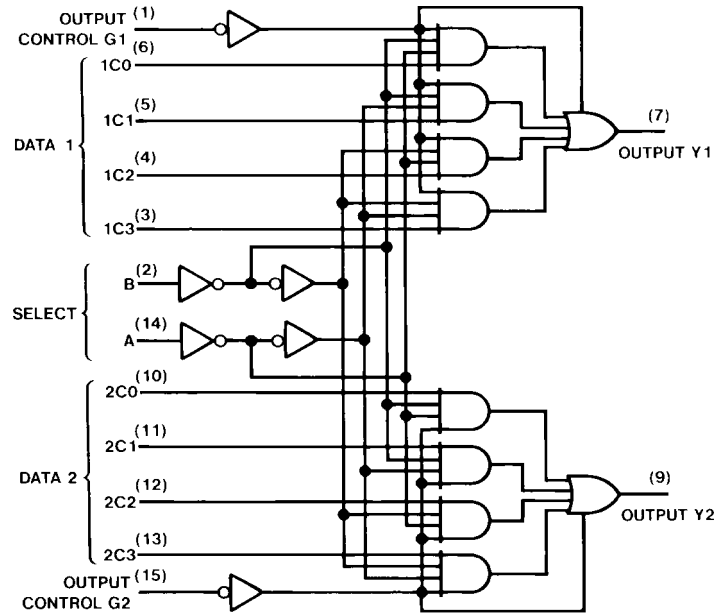 OUTPUT (1)
CONTROL G1
(6)
1C0
(5)
1C1
DATA 1
(4)
1C2
(3)
1C3
(7)
OUTPUT Y1
(2)
B
SELECT
(14)
A
(10)
2C0
(11)
2C1
DATA 2
(12)
2C2
(13)
2C3
(9)
OUTPUT Y2
OUTPUT (15)
CONTROL G2